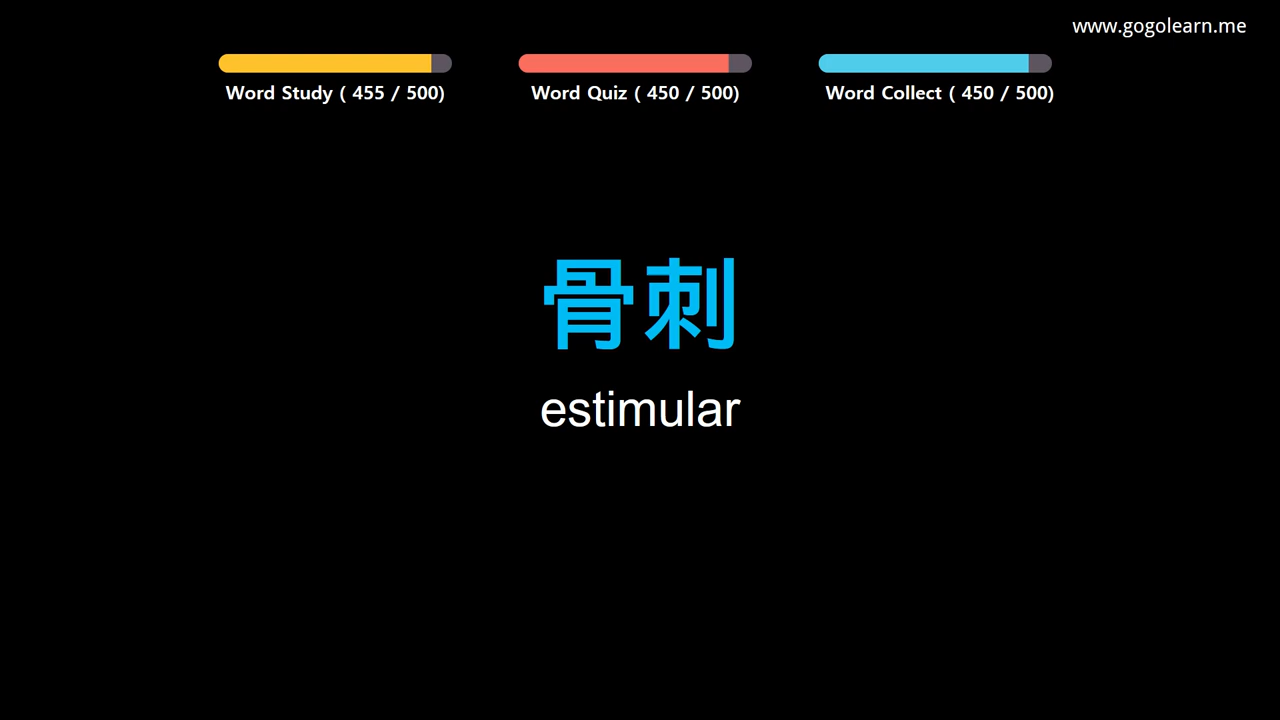 www.gogolearn.me
Word Study ( 455 / 500)
Word Quiz ( 450 / 500)
Word Collect ( 450 / 500)
骨刺
estimular